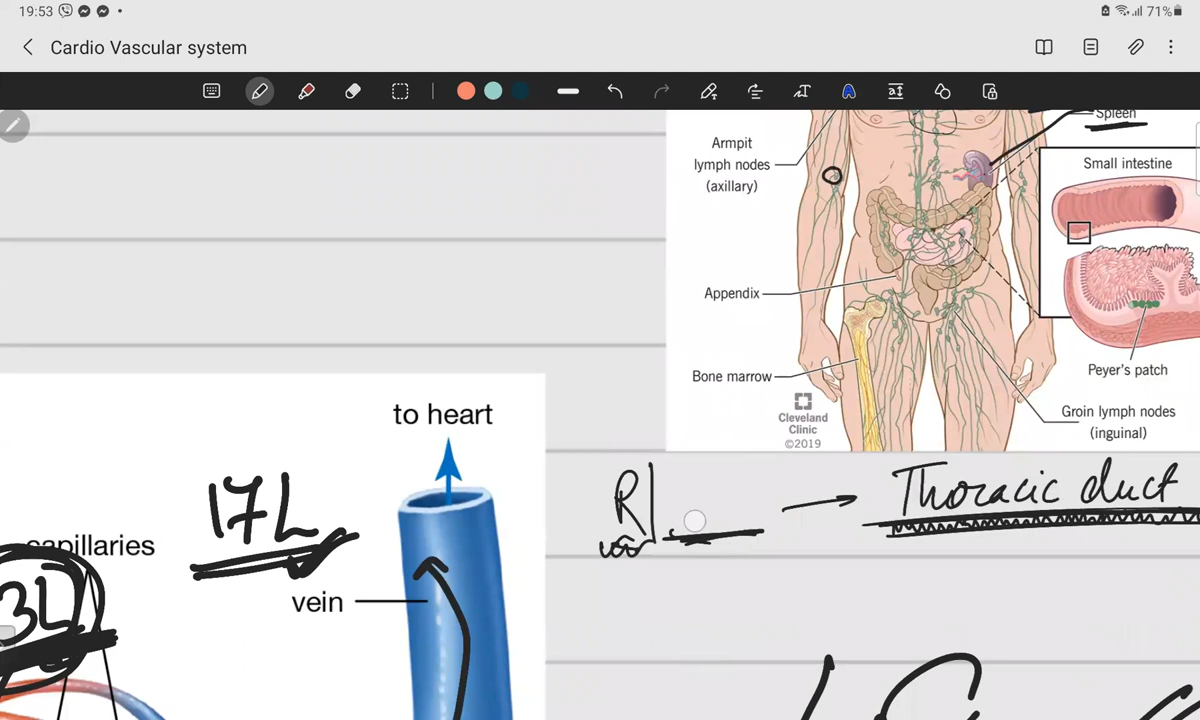 19:53
71%
Cardio Vascular system
Spleen
Armpit
lymph nodes
(axillary)
Small intestine
Appendix
Bone marrow
Peyer's patch
Groin lymph nodes
(inguinal)
Cleveland
Clinic
©2019
to heart
17L
R
Thoracic duct
capillaries
3L
vein